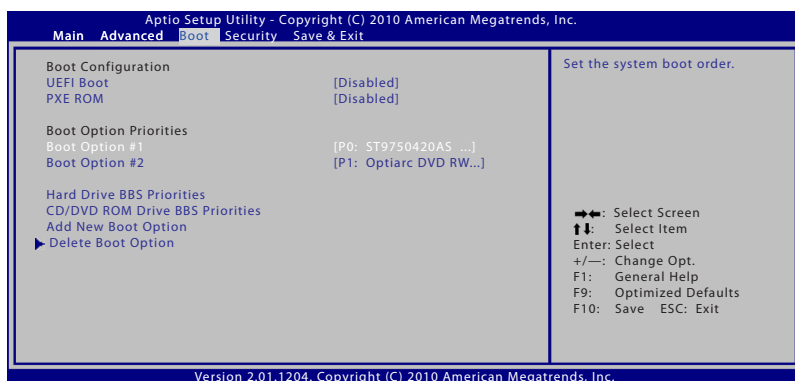 Aptio Setup Utility - Copyright (C) 2010 American Megatrends, Inc.
Main Advanced Boot Security Save & Exit
Boot Configuration
UEFI Boot [Disabled]
PXE ROM [Disabled]
Boot Option Priorities
Boot Option #1 [P0: ST9750420AS ...]
Boot Option #2 [P1: Optiarc DVD RW...]
Hard Drive BBS Priorities
CD/DVD ROM Drive BBS Priorities
Add New Boot Option
Delete Boot Option
Set the system boot order.
→←: Select Screen
↑↓: Select Item
Enter: Select
+/—: Change Opt.
F1: General Help
F9: Optimized Defaults
F10: Save ESC: Exit
Version 2.01.1204. Copyright (C) 2010 American Megatrends, Inc.